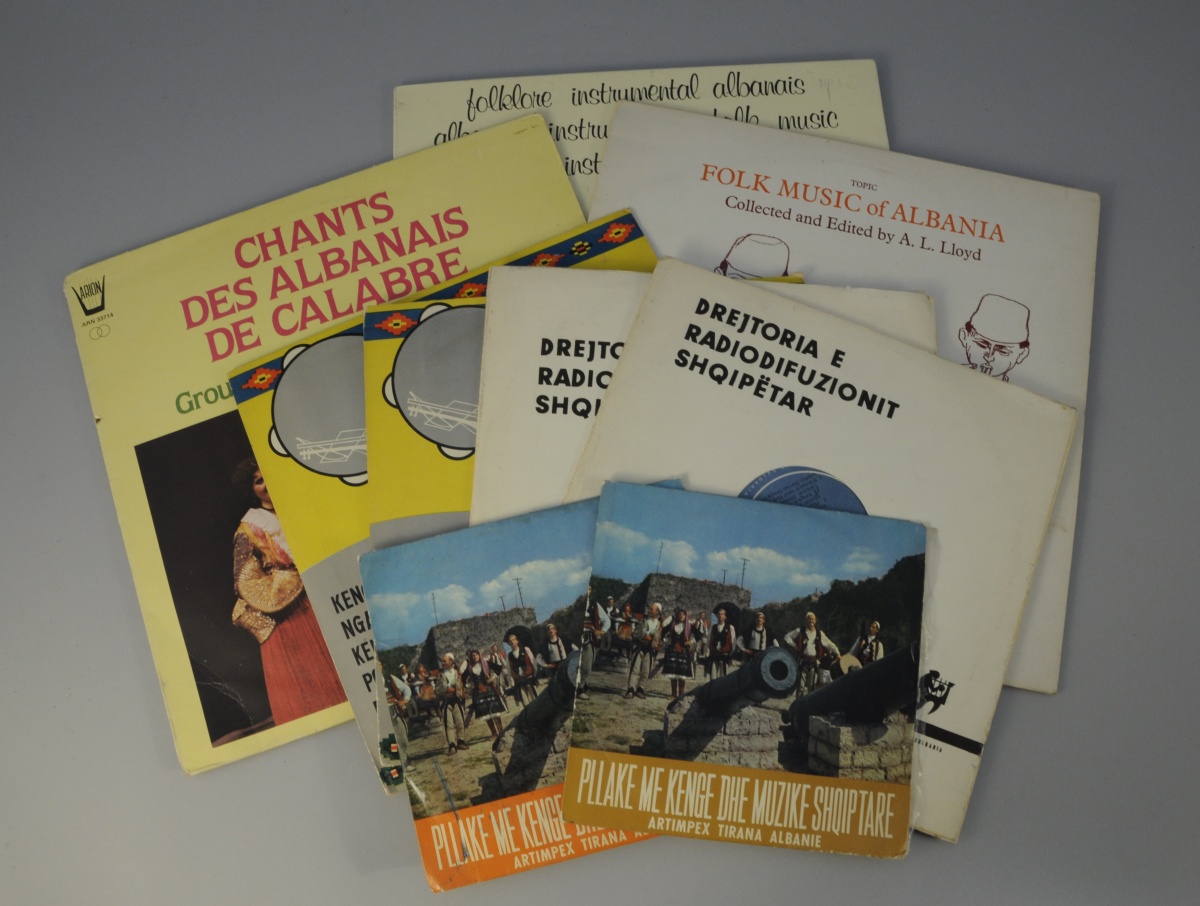 folklore instrumental albanais
folk music
TOPIC
FOLK MUSIC of ALBANIA
Collected and Edited by A. L. Lloyd
CHANTS
DES ALBANAIS
DE CALABRE
ARION
ARN 33714
DREJTORIA E
RADIODIFUZIONIT
SHQIPËTAR
PLLAKE ME KENGE DHE MUZIKE SHQIPTARE
ARTIMPEX TIRANA ALBANIE
PLLAKE ME KENGE
ARTIMPEX TIRANA